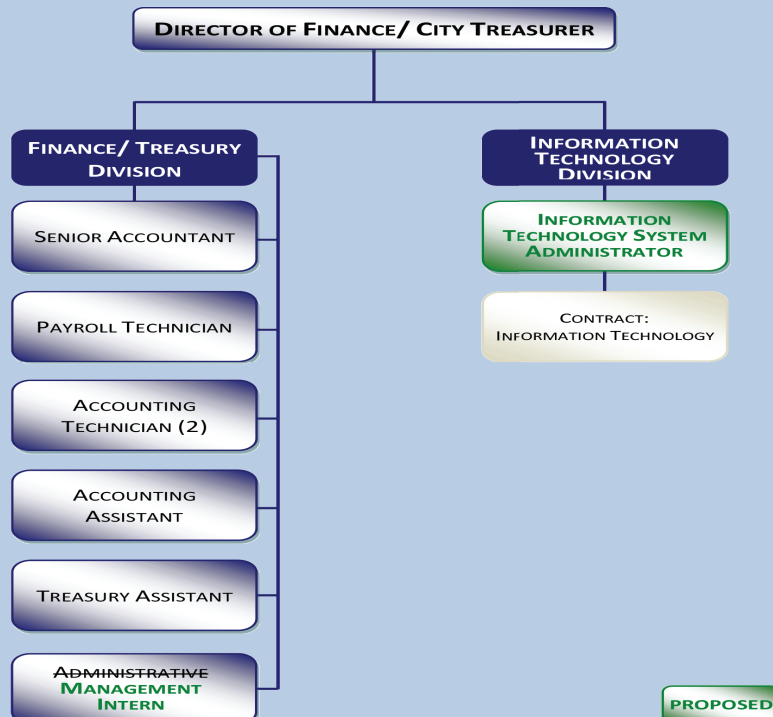 DIRECTOR OF FINANCE/ CITY TREASURER
FINANCE/ TREASURY
DIVISION
SENIOR ACCOUNTANT
PAYROLL TECHNICIAN
ACCOUNTING
TECHNICIAN (2)
ACCOUNTING
ASSISTANT
TREASURY ASSISTANT
ADMINISTRATIVE
MANAGEMENT
INTERN
INFORMATION
TECHNOLOGY
DIVISION
INFORMATION
TECHNOLOGY SYSTEM
ADMINISTRATOR
CONTRACT:
INFORMATION TECHNOLOGY
PROPOSED